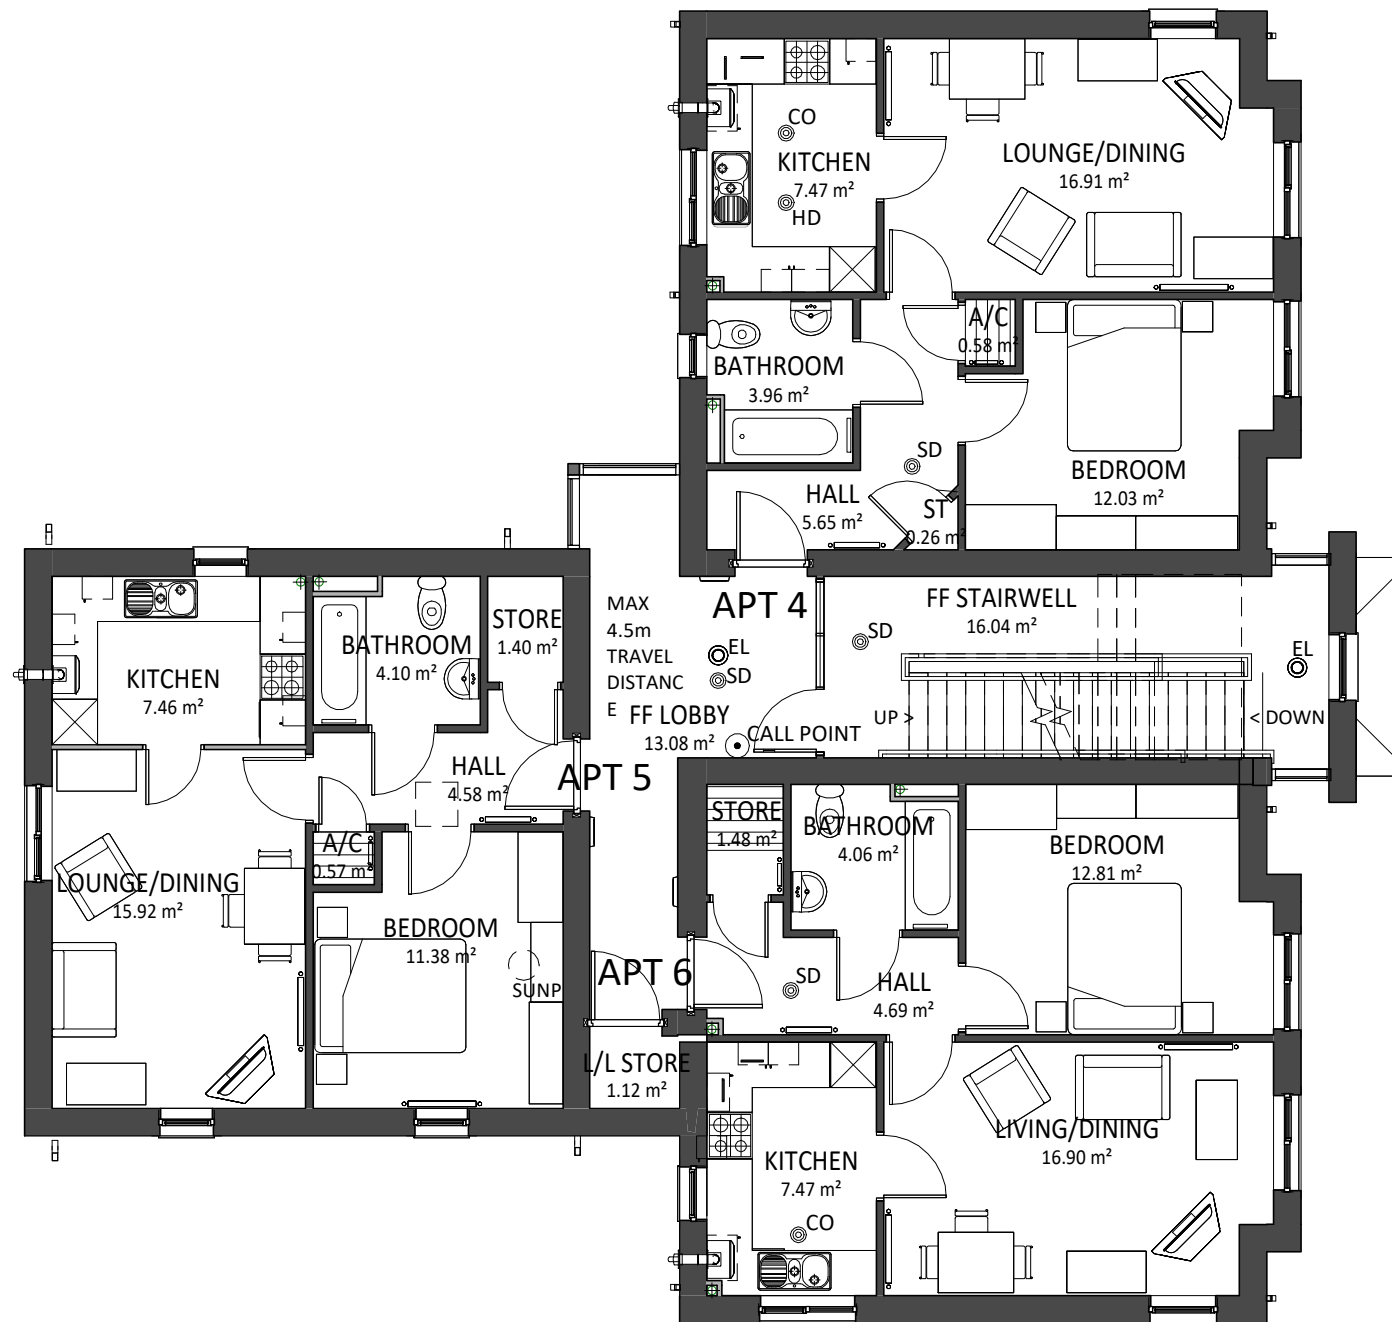 CO
KITCHEN
7.47 m²
HD
LOUNGE/DINING
16.91 m²
A/C
0.58 m²
BATHROOM
3.96 m²
SD
BEDROOM
12.03 m²
HALL
5.65 m²
ST
0.26 m²
APT 4
MAX
4.5m
TRAVEL
DISTANC
E
EL
SD
FF LOBBY
13.08 m²
CALL POINT
FF STAIRWELL
16.04 m²
SD
EL
UP >
< DOWN
KITCHEN
7.46 m²
BATHROOM
4.10 m²
STORE
1.40 m²
HALL
4.58 m²
APT 5
A/C
0.57 m²
LOUNGE/DINING
15.92 m²
BEDROOM
11.38 m²
SUNP
APT 6
L/L STORE
1.12 m²
STORE
1.48 m²
BATHROOM
4.06 m²
BEDROOM
12.81 m²
SD
HALL
4.69 m²
KITCHEN
7.47 m²
CO
LIVING/DINING
16.90 m²